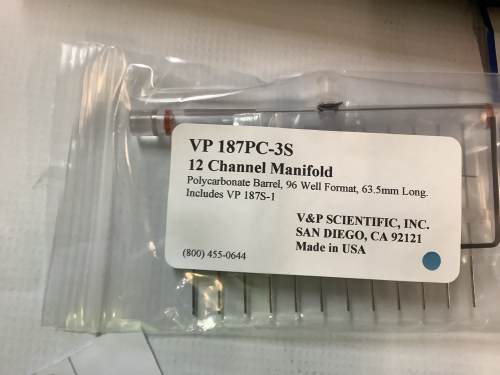 VP 187PC-3S
12 Channel Manifold
Polycarbonate Barrel, 96 Well Format, 63.5mm Long.
Includes VP 187S-1
V&P SCIENTIFIC, INC.
SAN DIEGO, CA 92121
Made in USA
(800) 455-0644